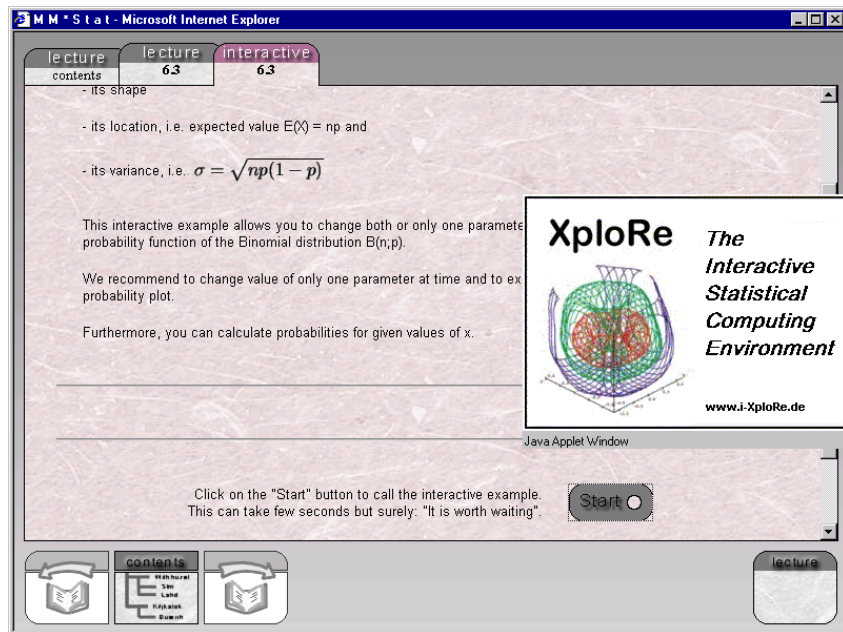 M M * S t a t - Microsoft Internet Explorer
lecture
contents
lecture
6.3
interactive
6.3
- its shape
- its location, i.e. expected value E(X) = np and
- its variance, i.e. σ = √np(1 − p)
This interactive example allows you to change both or only one paramete
probability function of the Binomial distribution B(n;p).
We recommend to change value of only one parameter at time and to ex
probability plot.
Furthermore, you can calculate probabilities for given values of x.
XploRe
The
Interactive
Statistical
Computing
Environment
www.i-XploRe.de
Java Applet Window
Click on the "Start" button to call the interactive example.
This can take few seconds but surely: "It is worth waiting".
Start
contents
lecture